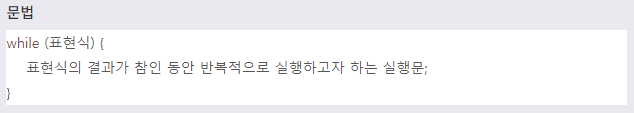 문법
while (표현식) {
표현식의 결과가 참인 동안 반복적으로 실행하고자 하는 실행문;
}